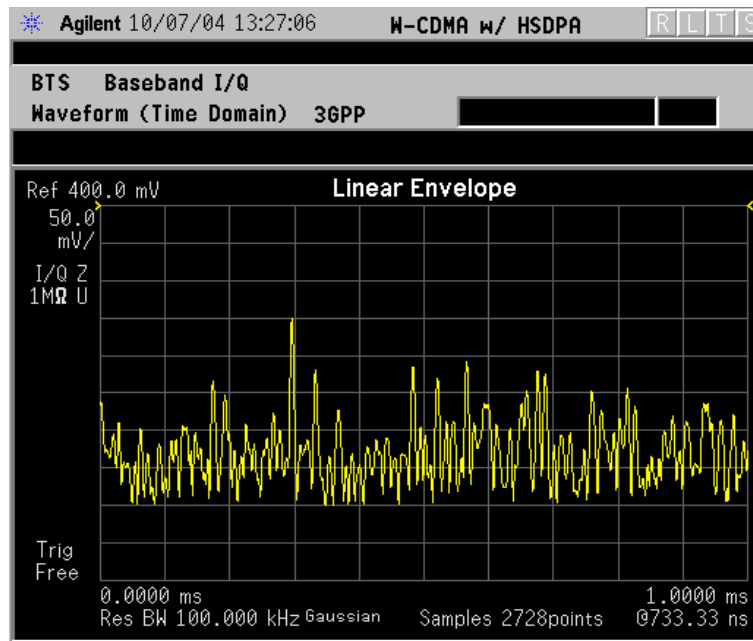 Agilent 10/07/04 13:27:06 W-CDMA w/ HSDPA R L T S
BTS Baseband I/Q
Waveform (Time Domain) 3GPP
Ref 400.0 mV Linear Envelope
50.0
mV/
I/Q Z
1MΩ U
Trig
Free
0.0000 ms 1.0000 ms
Res BW 100.000 kHz Gaussian Samples 2728points @733.33 ns